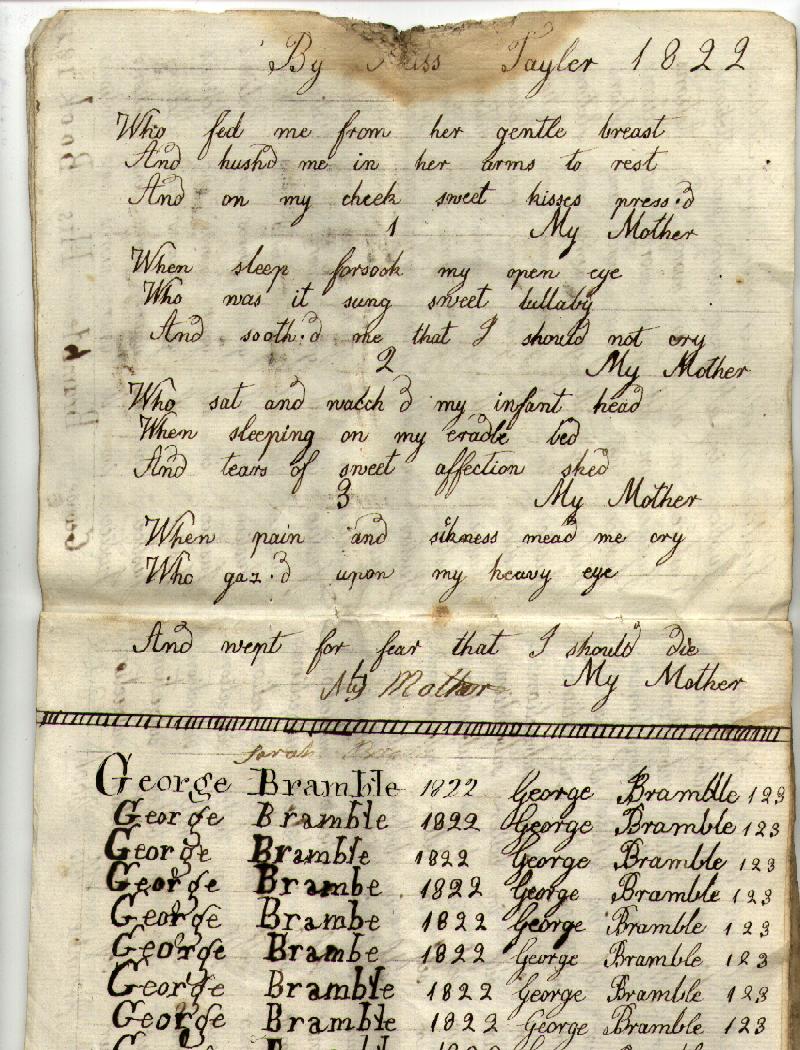 By Miss Tayler 1822
Who fed me from her gentle breast
And hush'd me in her arms to rest
And on my cheek sweet kisses press'd
1 My Mother
When sleep forsook my open eye
Who was it sung sweet lullaby
And sooth'd me that I should not cry
2 My Mother
Who sat and watch'd my infant head
When sleeping on my cradle bed
And tears of sweet affection shed
3 My Mother
When pain and sikness mead me cry
Who gaz'd upon my heavy eye
And wept for fear that I should die
My Mother My Mother
Sarah
George Bramble 1822 George Bramble 123
George Bramble 1822 George Bramble 123
George Bramble 1822 George Bramble 123
George Brambe 1822 George Bramble 123
George Brambe 1822 George Bramble 123
George Brambe 1822 George Bramble 123
George Bramble 1822 George Bramble 123
George Bramble 1822 George Bramble 123